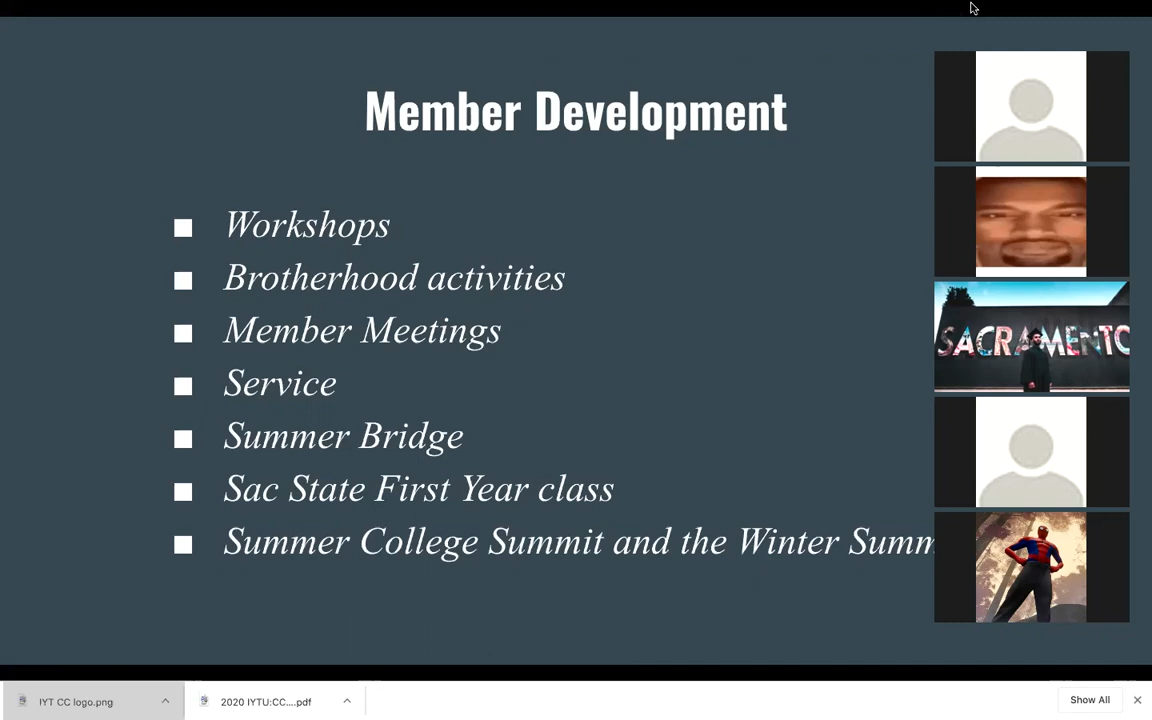 Member Development
Workshops
Brotherhood activities
Member Meetings
Service
Summer Bridge
Sac State First Year class
Summer College Summit and the Winter Summ
SACRAMENTO
IYT CC logo.png
2020 IYTU:CC....pdf
Show All